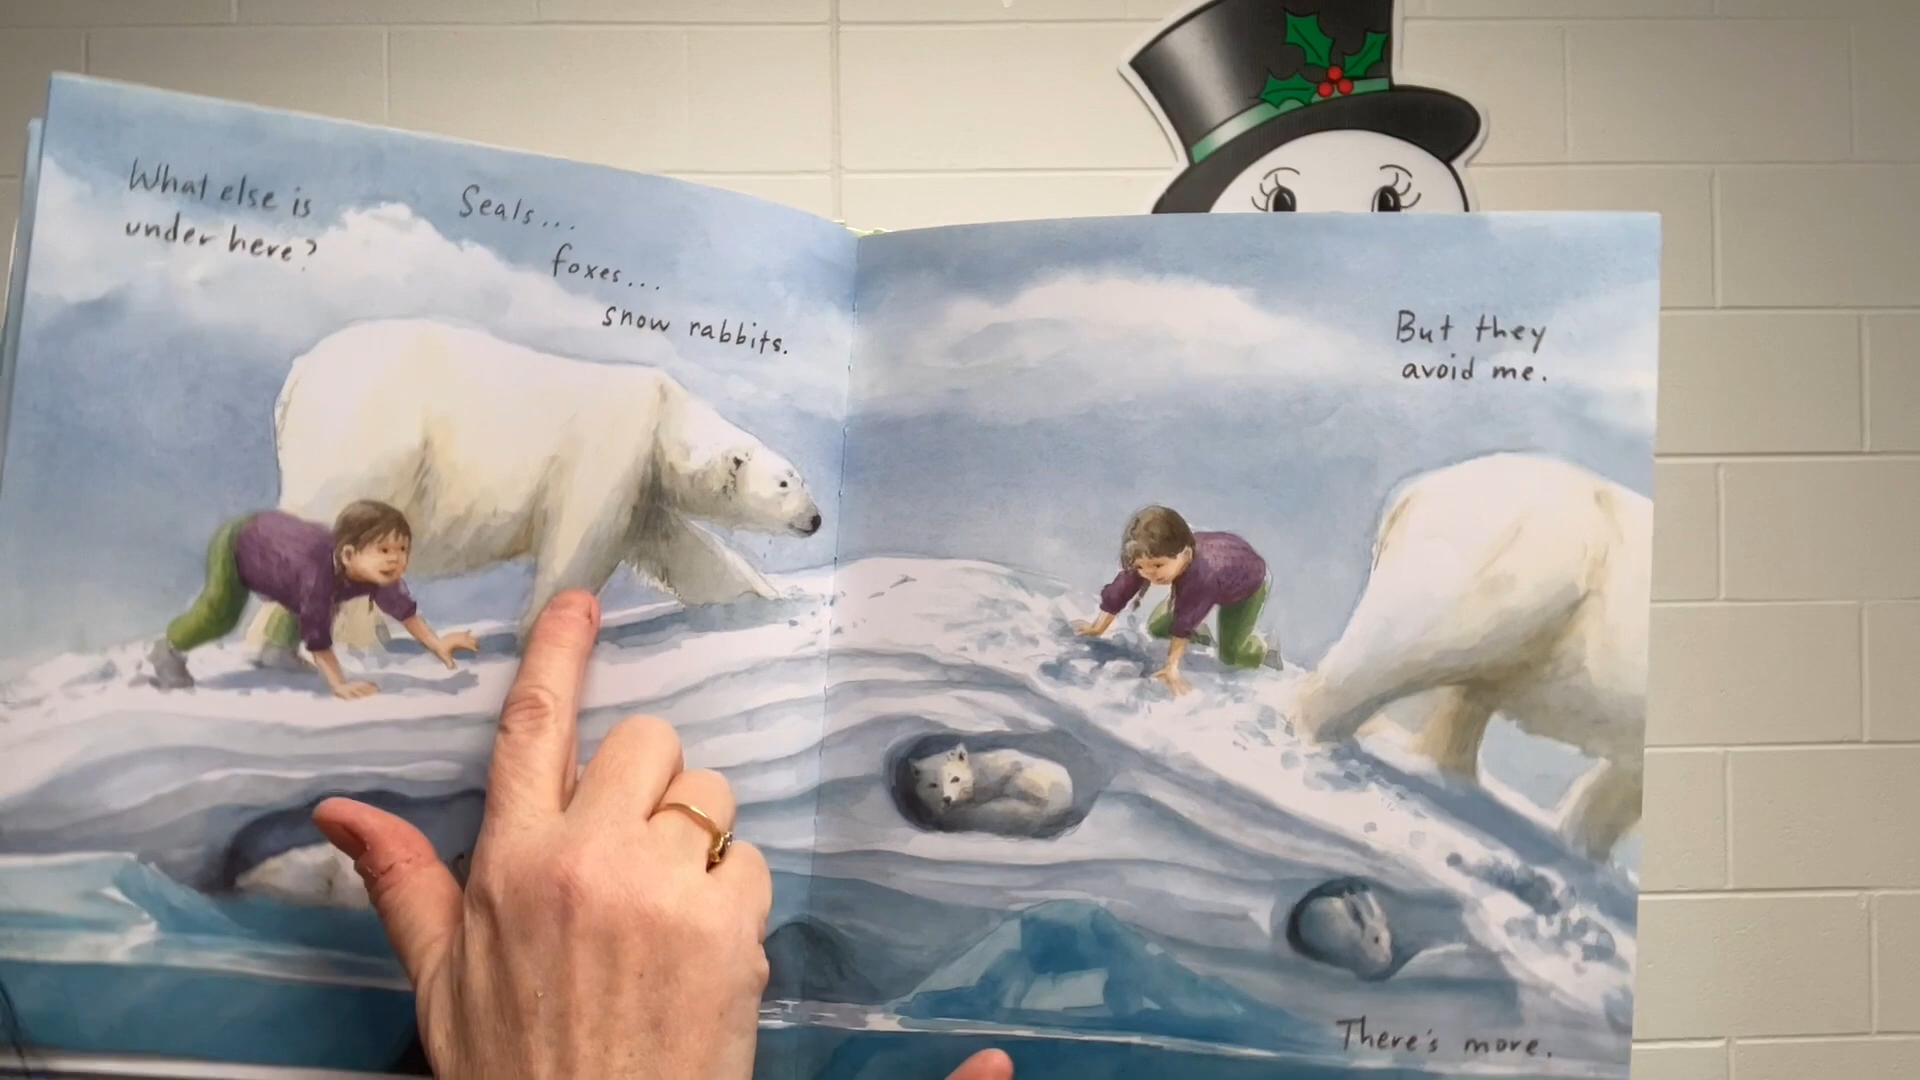 What else is
under here?
Seals...
foxes...
snow rabbits.
But they
avoid me.
There's more.